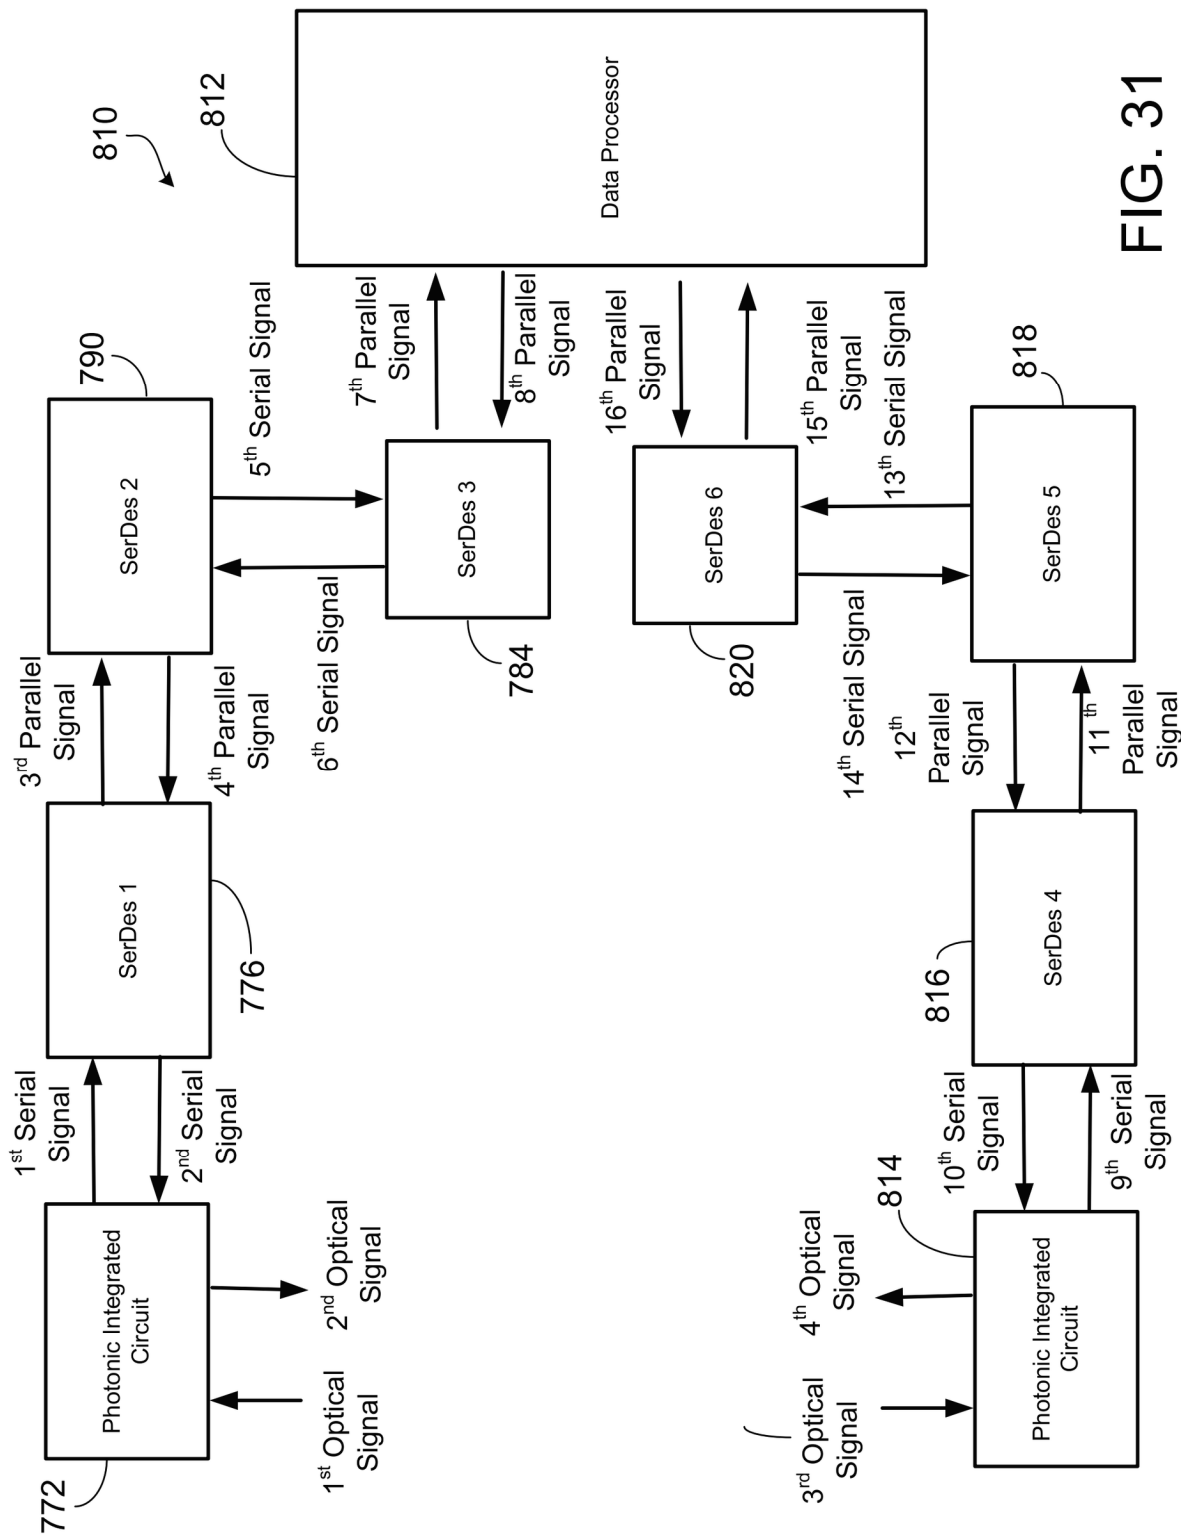 772
Photonic Integrated
Circuit
1st Serial
Signal
2nd Serial
Signal
1st Optical
Signal
2nd Optical
Signal
SerDes 1
776
3rd Parallel
Signal
4th Parallel
Signal
SerDes 2
790
5th Serial Signal
6th Serial Signal
SerDes 3
784
7th Parallel
Signal
8th Parallel
Signal
810
812
Data Processor
16th Parallel
Signal
15th Parallel
Signal
SerDes 6
820
13th Serial Signal
14th Serial Signal
SerDes 5
818
12th
Parallel
Signal
11th
Parallel
Signal
SerDes 4
816
10th Serial
Signal
9th Serial
Signal
814
4th Optical
Signal
3rd Optical
Signal
Photonic Integrated
Circuit
FIG. 31